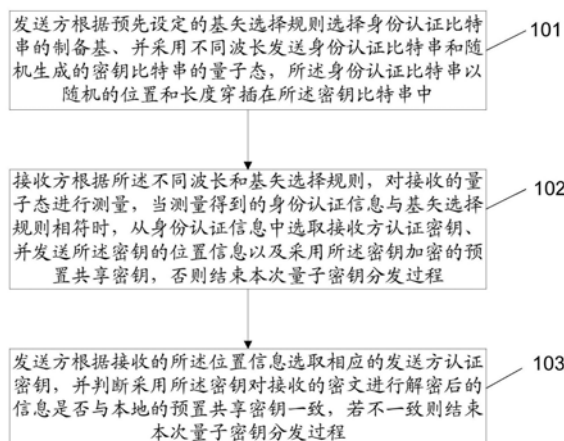 发送方根据预先设定的基矢选择规则选择身份认证比特
串的制备基、并采用不同波长发送身份认证比特串和随
机生成的密钥比特串的量子态，所述身份认证比特串以
随机的位置和长度穿插在所述密钥比特串中
101
接收方根据所述不同波长和基矢选择规则，对接收的量
子态进行测量，当测量得到的身份认证信息与基矢选择
规则相符时，从身份认证信息中选取接收方认证密钥、
并发送所述密钥的位置信息以及采用所述密钥加密的预
置共享密钥，否则结束本次量子密钥分发过程
102
发送方根据接收的所述位置信息选取相应的发送方认证
密钥，并判断采用所述密钥对接收的密文进行解密后的
信息是否与本地的预置共享密钥一致，若不一致则结束
本次量子密钥分发过程
103